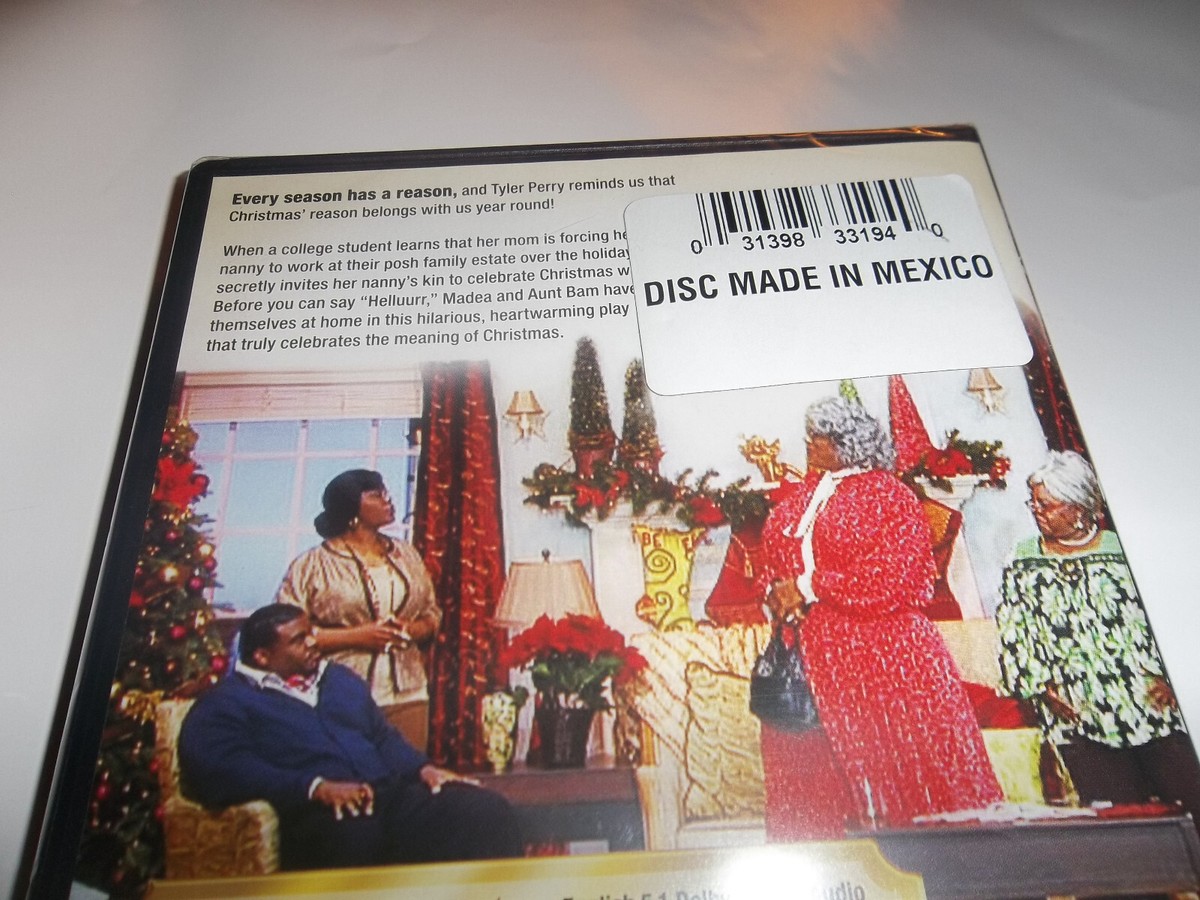 Every season has a reason, and Tyler Perry reminds us that
Christmas' reason belongs with us year round!
When a college student learns that her mom is forcing
nanny to work at their posh family estate over the
secretly invites her nanny's kin to celebrate Christmas
Before you can say “Helluurr,” Madea and Aunt Bam have
themselves at home in this hilarious, heartwarming play
that truly celebrates the meaning of Christmas.
0 31398 33194 0
DISC MADE IN MEXICO
BE
English 5.1